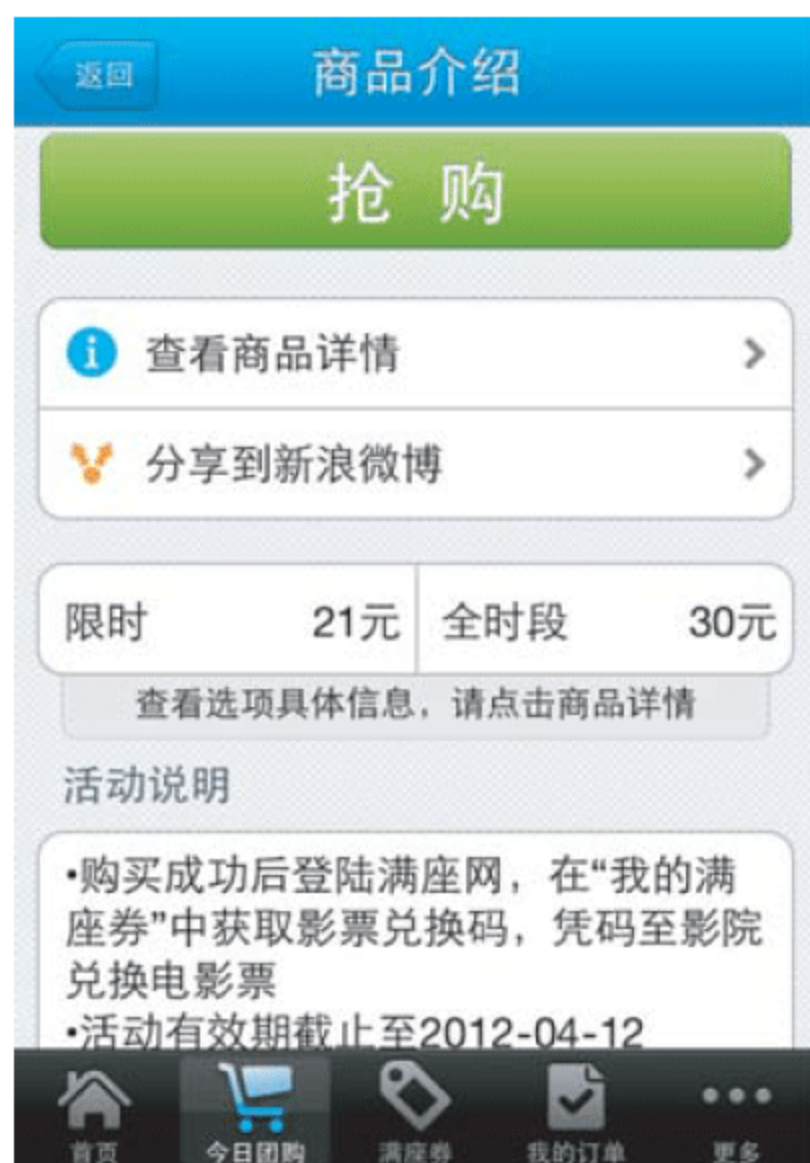 返回
商品介绍
抢 购
查看商品详情
分享到新浪微博
限时 21元 全时段 30元
查看选项具体信息，请点击商品详情
活动说明
•购买成功后登陆满座网，在“我的满
座券”中获取影票兑换码，凭码至影院
兑换电影票
•活动有效期截止至2012-04-12
首页 今日团购 满座券 我的订单 更多